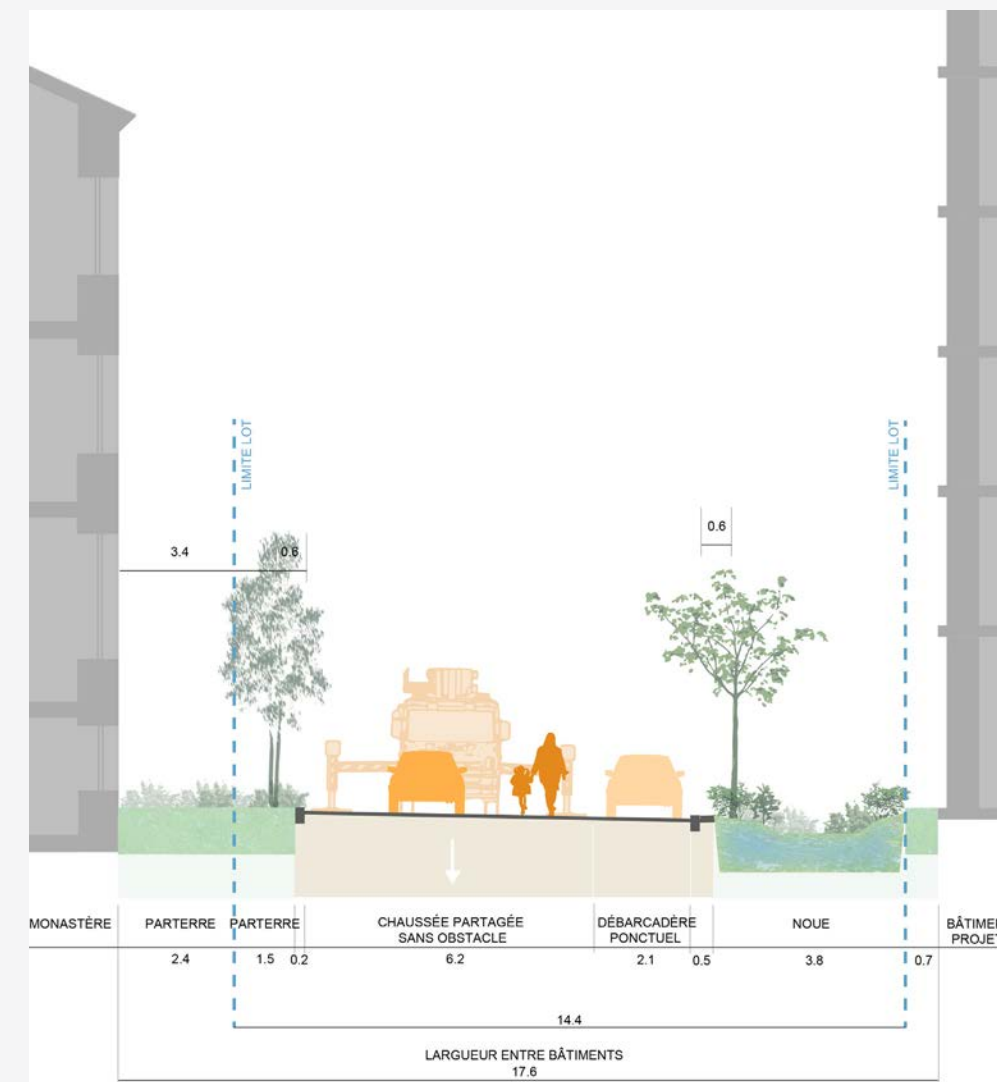 LIMITE LOT
LIMITE LOT
0.6
3.4
0.6
MONASTÈRE
PARTERRE
PARTERRE
CHAUSSÉE PARTAGÉE
SANS OBSTACLE
DÉBARCADÈRE
PONCTUEL
NOUE
BÂTIME
PROJET
2.4
1.5
0.2
6.2
2.1
0.5
3.8
0.7
14.4
LARGUEUR ENTRE BÂTIMENTS
17.6